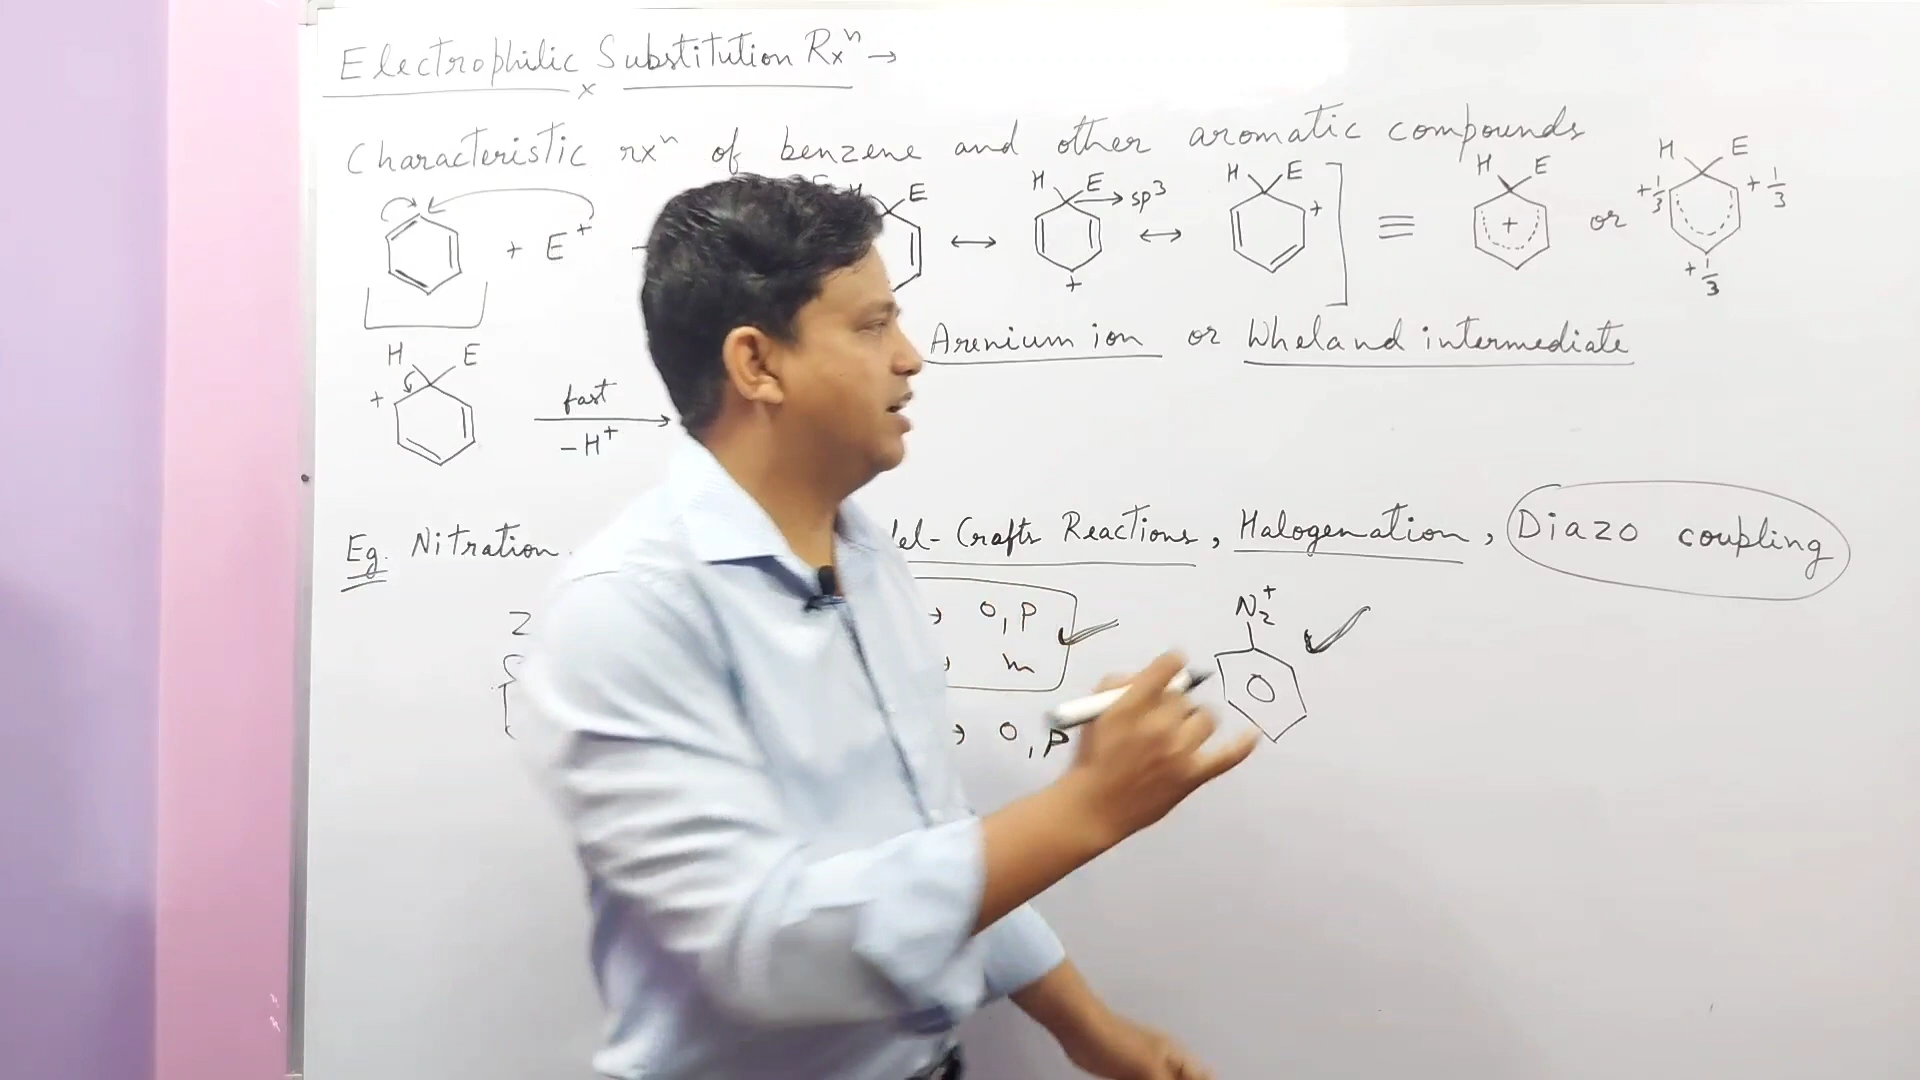 Electrophilic Substitution Rxⁿ →
Characteristic rxⁿ of benzene and other aromatic compounds
+ E⁺
H E
+
fast
-H⁺
E
↔
H E → sp³
+
↔
H E
+
≡
H E
+
or
H E
+1/3
+1/3
+1/3
Arenium ion or Wheland intermediate
Eg. Nitration
del-Crafts Reactions, Halogenation, Diazo coupling
→ o, p
m
→ o, p
N₂⁺